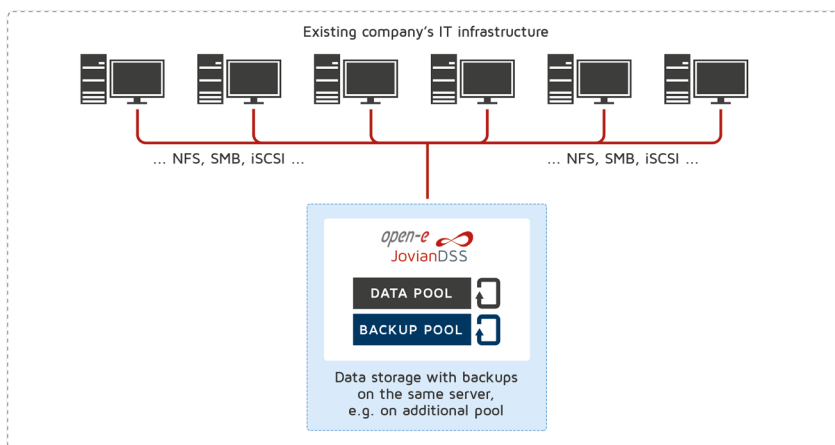 Existing company's IT infrastructure
... NFS, SMB, iSCSI ...
... NFS, SMB, iSCSI ...
open-e
JovianDSS
DATA POOL
BACKUP POOL
Data storage with backups
on the same server,
e.g. on additional pool